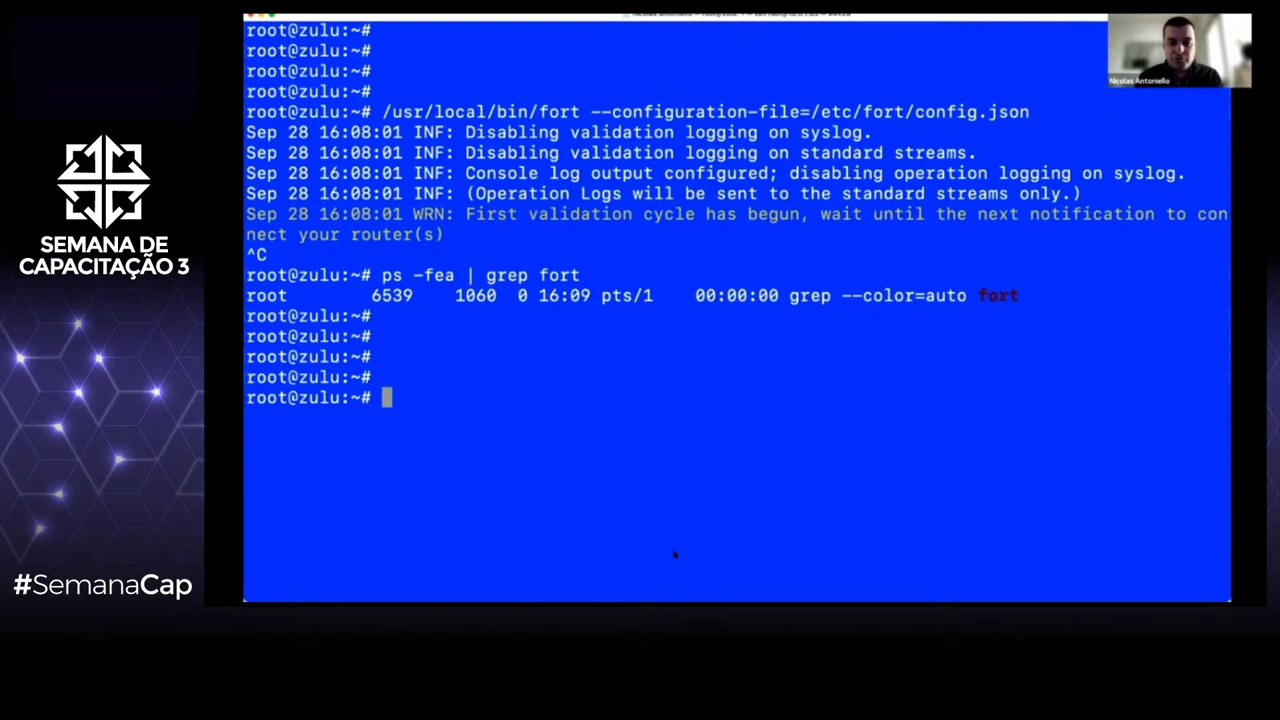 root@zulu:~#
root@zulu:~#
root@zulu:~#
root@zulu:~#
root@zulu:~# /usr/local/bin/fort --configuration-file=/etc/fort/config.json
Sep 28 16:08:01 INF: Disabling validation logging on syslog.
Sep 28 16:08:01 INF: Disabling validation logging on standard streams.
Sep 28 16:08:01 INF: Console log output configured; disabling operation logging on syslog.
Sep 28 16:08:01 INF: (Operation Logs will be sent to the standard streams only.)
Sep 28 16:08:01 WRN: First validation cycle has begun, wait until the next notification to con
nect your router(s)
^C
root@zulu:~# ps -fea | grep fort
root 6539 1060 0 16:09 pts/1 00:00:00 grep --color=auto fort
root@zulu:~#
root@zulu:~#
root@zulu:~#
root@zulu:~#
root@zulu:~#
Nicolas Antoniello
SEMANA DE
CAPACITAÇÃO 3
#SemanaCap